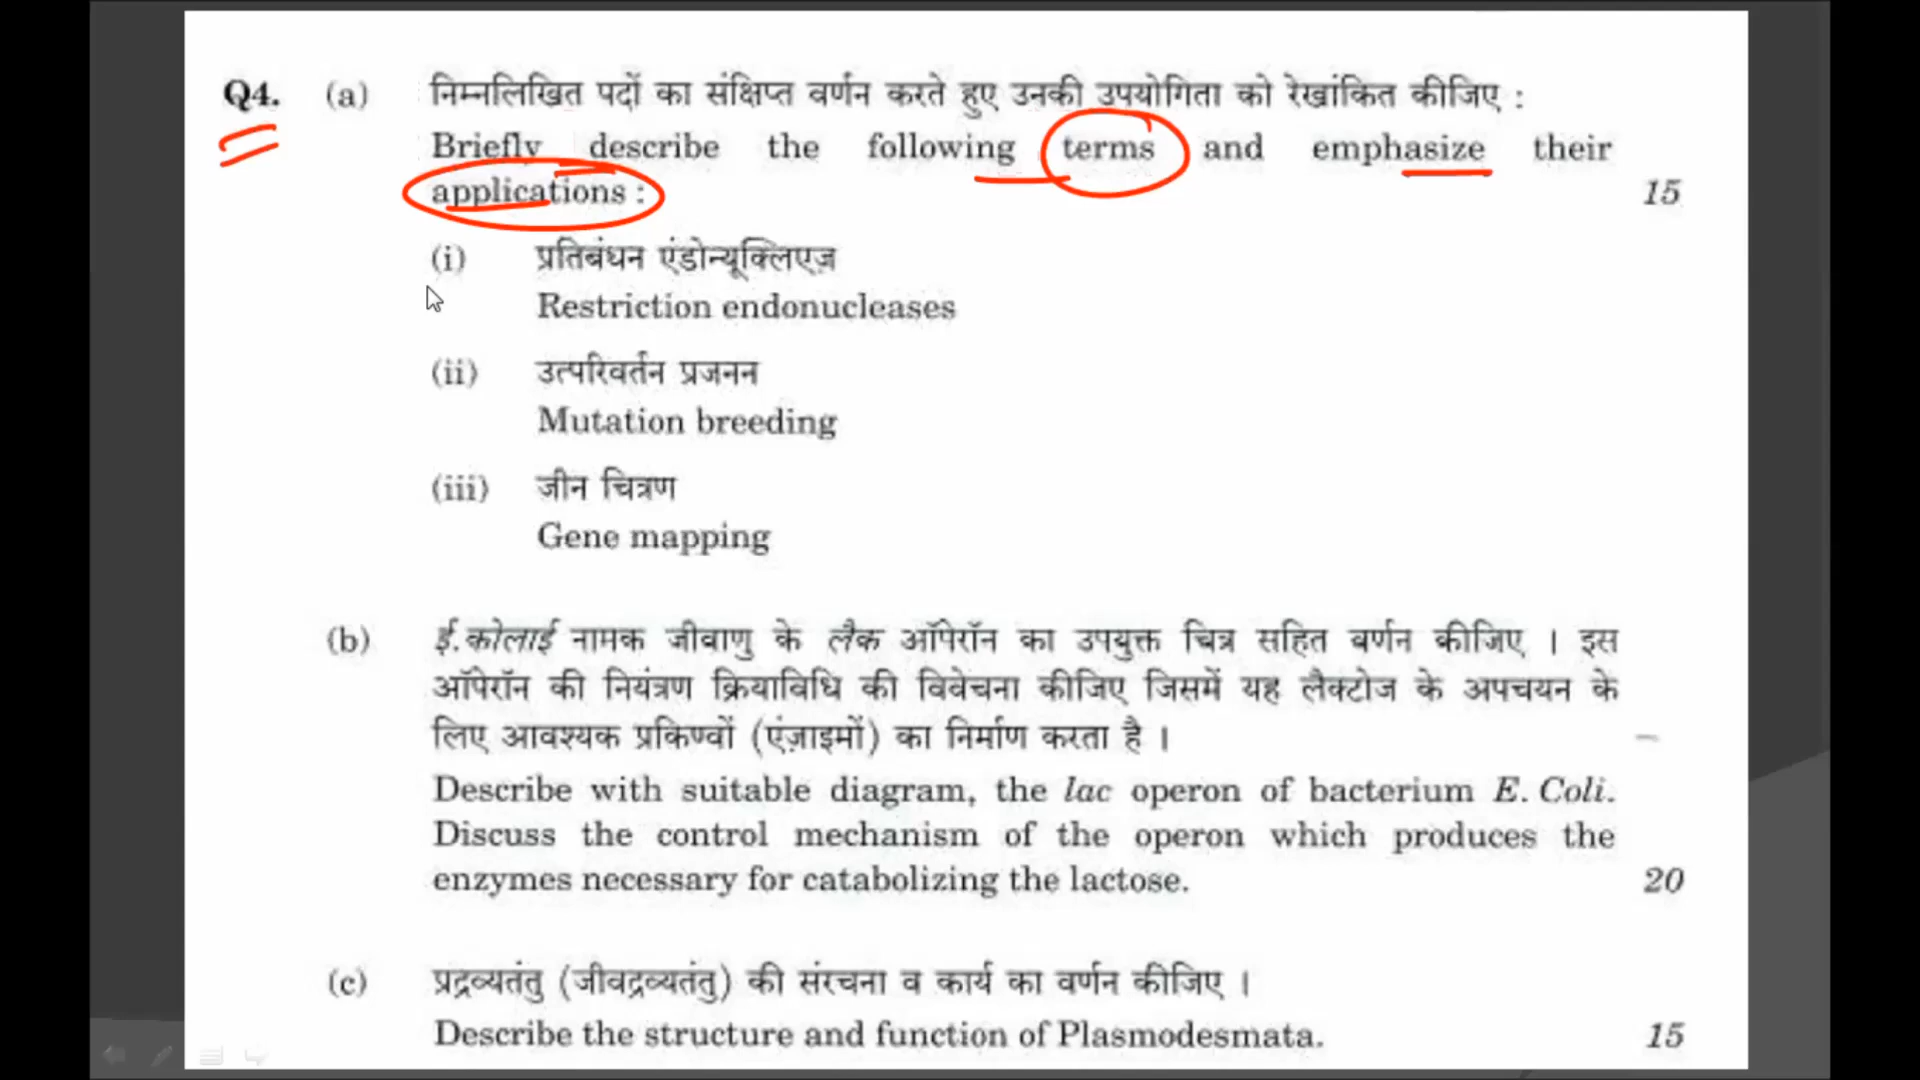 Q4. (a) निम्नलिखित पदों का संक्षिप्त वर्णन करते हुए उनकी उपयोगिता को रेखांकित कीजिए :
Briefly describe the following terms and emphasize their
applications : 15
(i) प्रतिबंधन एंडोन्यूक्लिएज़
Restriction endonucleases
(ii) उत्परिवर्तन प्रजनन
Mutation breeding
(iii) जीन चित्रण
Gene mapping
(b) ई.कोलाई नामक जीवाणु के लैक ऑपेरॉन का उपयुक्त चित्र सहित वर्णन कीजिए । इस
ऑपेरॉन की नियंत्रण क्रियाविधि की विवेचना कीजिए जिसमें यह लैक्टोज के अपचयन के
लिए आवश्यक प्रकिण्वों (एंज़ाइमों) का निर्माण करता है ।
Describe with suitable diagram, the lac operon of bacterium E. Coli.
Discuss the control mechanism of the operon which produces the
enzymes necessary for catabolizing the lactose. 20
(c) प्रद्रव्यतंतु (जीवद्रव्यतंतु) की संरचना व कार्य का वर्णन कीजिए ।
Describe the structure and function of Plasmodesmata. 15